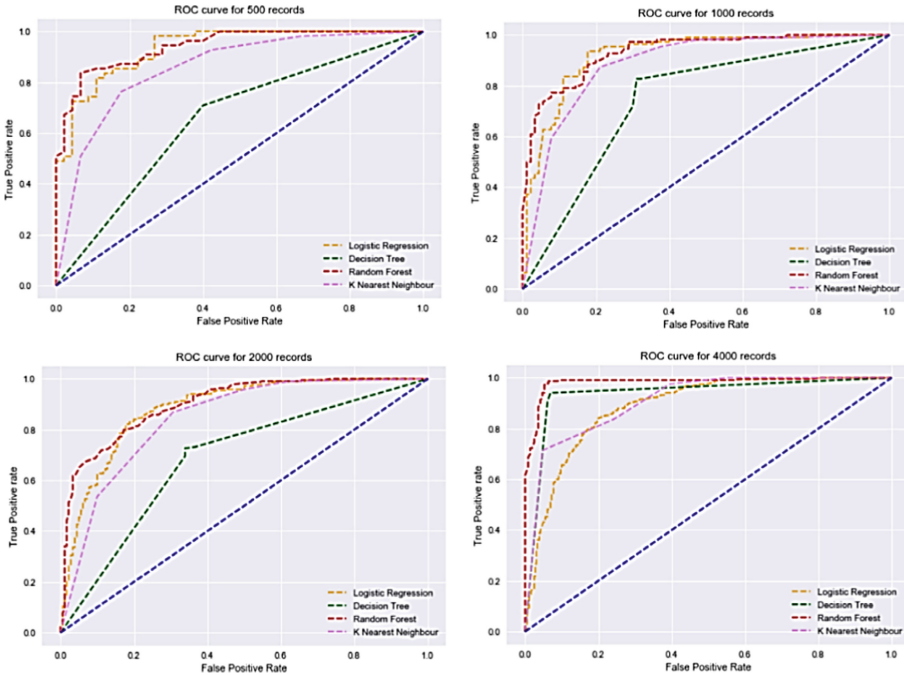 ROC curve for 500 records
True Positive rate
1.0
0.8
0.6
0.4
0.2
0.0
Logistic Regression
Decision Tree
Random Forest
K Nearest Neighbour
0.0 0.2 0.4 0.6 0.8 1.0
False Positive Rate
ROC curve for 1000 records
True Positive rate
1.0
0.8
0.6
0.4
0.2
0.0
Logistic Regression
Decision Tree
Random Forest
K Nearest Neighbour
0.0 0.2 0.4 0.6 0.8 1.0
False Positive Rate
ROC curve for 2000 records
True Positive rate
1.0
0.8
0.6
0.4
0.2
0.0
Logistic Regression
Decision Tree
Random Forest
K Nearest Neighbour
0.0 0.2 0.4 0.6 0.8 1.0
False Positive Rate
ROC curve for 4000 records
True Positive rate
1.0
0.8
0.6
0.4
0.2
0.0
Logistic Regression
Decision Tree
Random Forest
K Nearest Neighbour
0.0 0.2 0.4 0.6 0.8 1.0
False Positive Rate